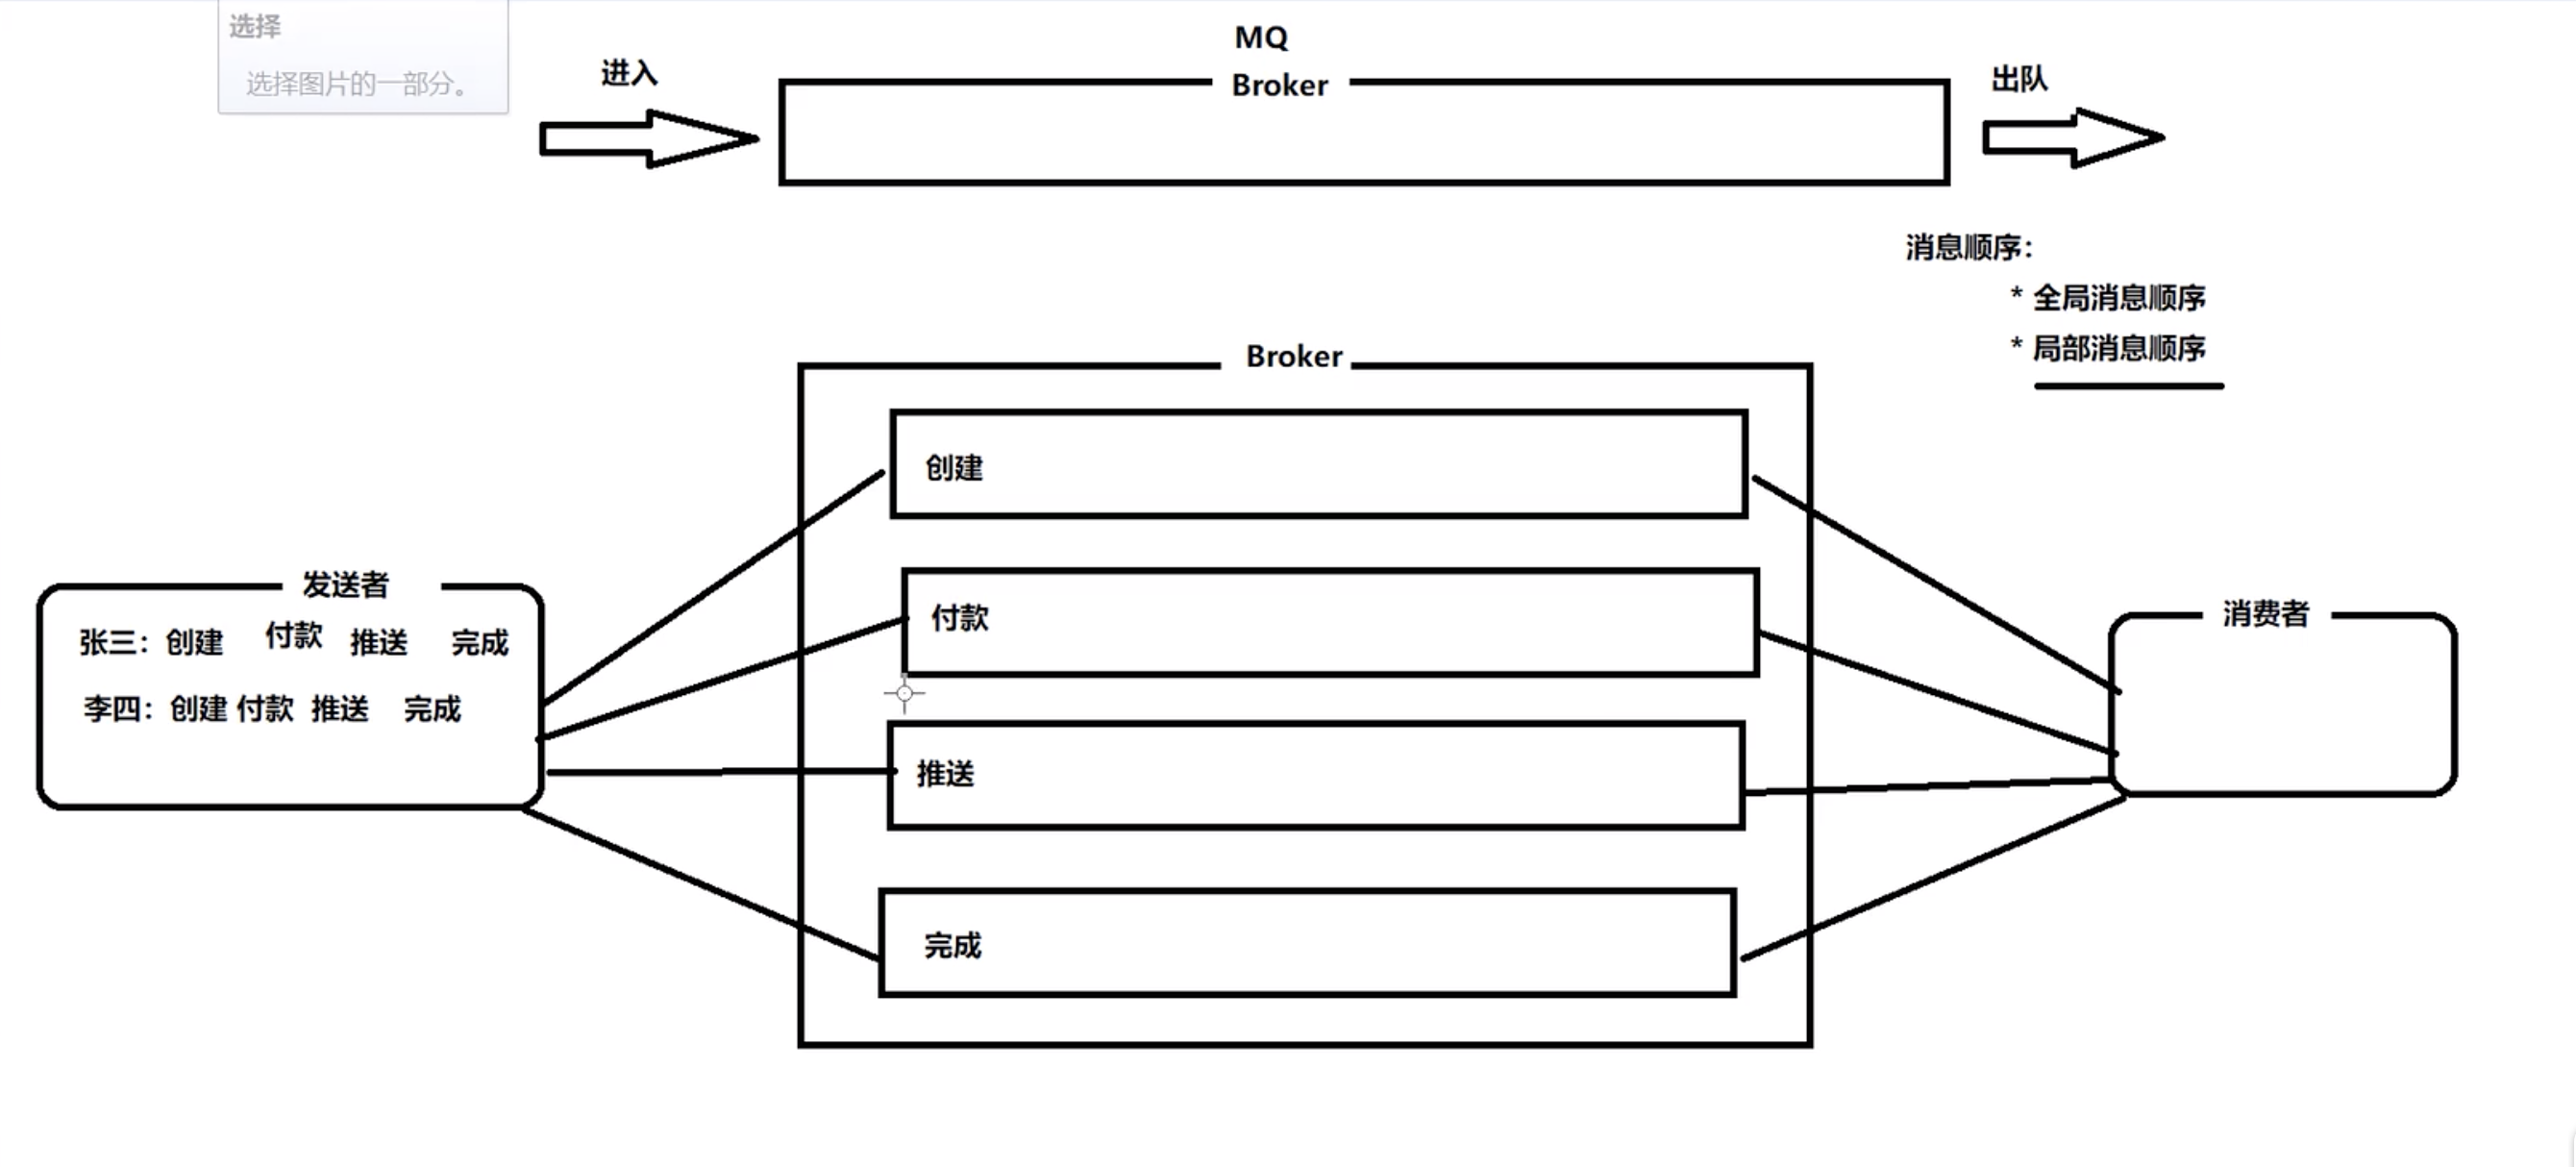 选择
选择图片的一部分。
MQ
进入
Broker
出队
消息顺序：
* 全局消息顺序
* 局部消息顺序
Broker
创建
发送者
付款
消费者
张三：创建 付款 推送 完成
李四：创建 付款 推送 完成
推送
完成